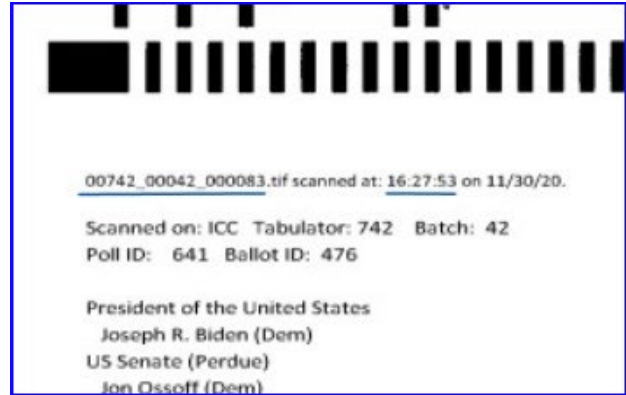 00742_00042_000083.tif scanned at: 16:27:53 on 11/30/20.
Scanned on: ICC Tabulator: 742 Batch: 42
Poll ID: 641 Ballot ID: 476
President of the United States
Joseph R. Biden (Dem)
US Senate (Perdue)
Jon Ossoff (Dem)